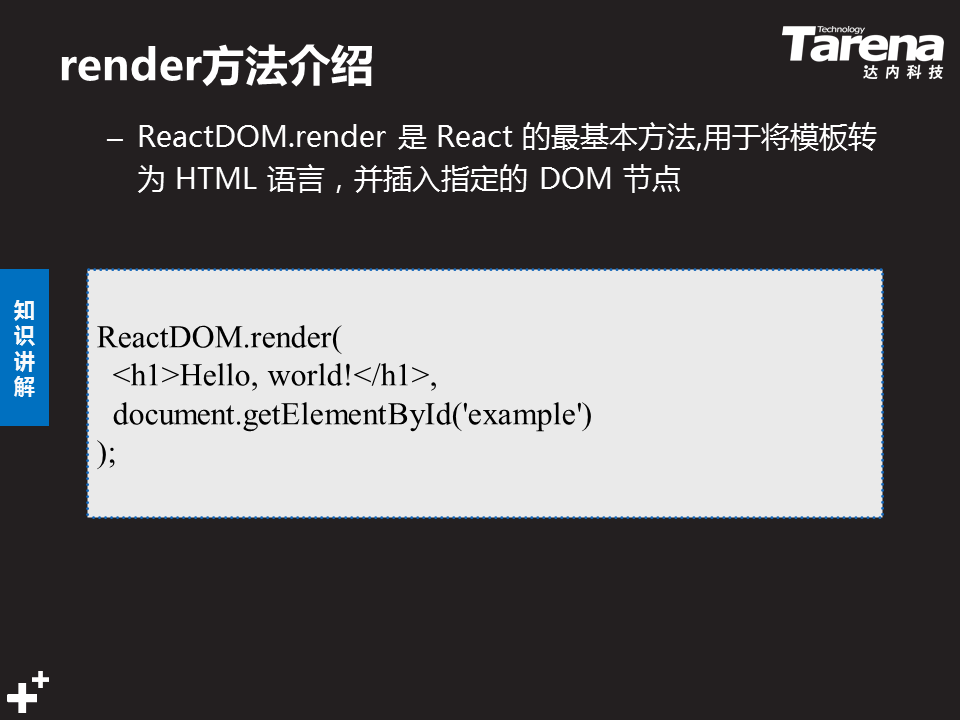 render方法介绍
Technology
Tarena
达内科技
– ReactDOM.render 是 React 的最基本方法,用于将模板转
为 HTML 语言，并插入指定的 DOM 节点
知
识
讲
解
ReactDOM.render(
  <h1>Hello, world!</h1>,
  document.getElementById('example')
);